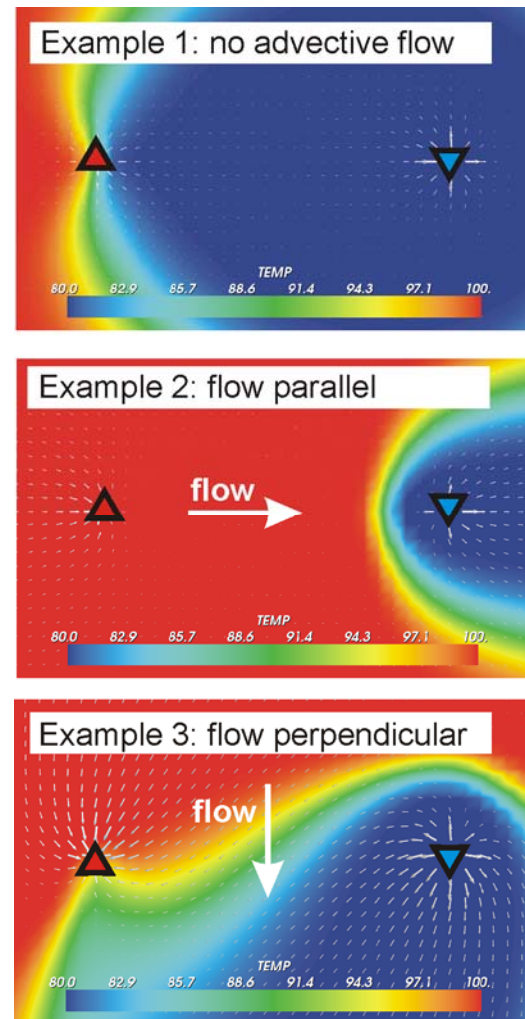 Example 1: no advective flow
TEMP
80.0 82.9 85.7 88.6 91.4 94.3 97.1 100.
Example 2: flow parallel
flow
TEMP
80.0 82.9 85.7 88.6 91.4 94.3 97.1 100.
Example 3: flow perpendicular
flow
TEMP
80.0 82.9 85.7 88.6 91.4 94.3 97.1 100.